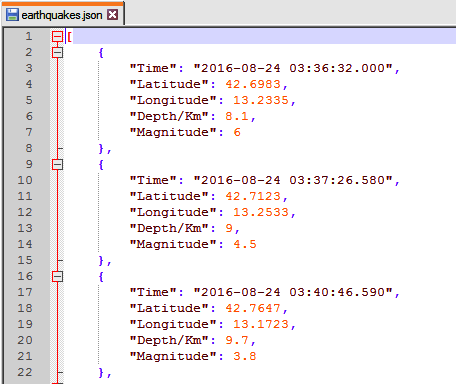 earthquakes.json
1 [
2 {
3 "Time": "2016-08-24 03:36:32.000",
4 "Latitude": 42.6983,
5 "Longitude": 13.2335,
6 "Depth/Km": 8.1,
7 "Magnitude": 6
8 },
9 {
10 "Time": "2016-08-24 03:37:26.580",
11 "Latitude": 42.7123,
12 "Longitude": 13.2533,
13 "Depth/Km": 9,
14 "Magnitude": 4.5
15 },
16 {
17 "Time": "2016-08-24 03:40:46.590",
18 "Latitude": 42.7647,
19 "Longitude": 13.1723,
20 "Depth/Km": 9.7,
21 "Magnitude": 3.8
22 },